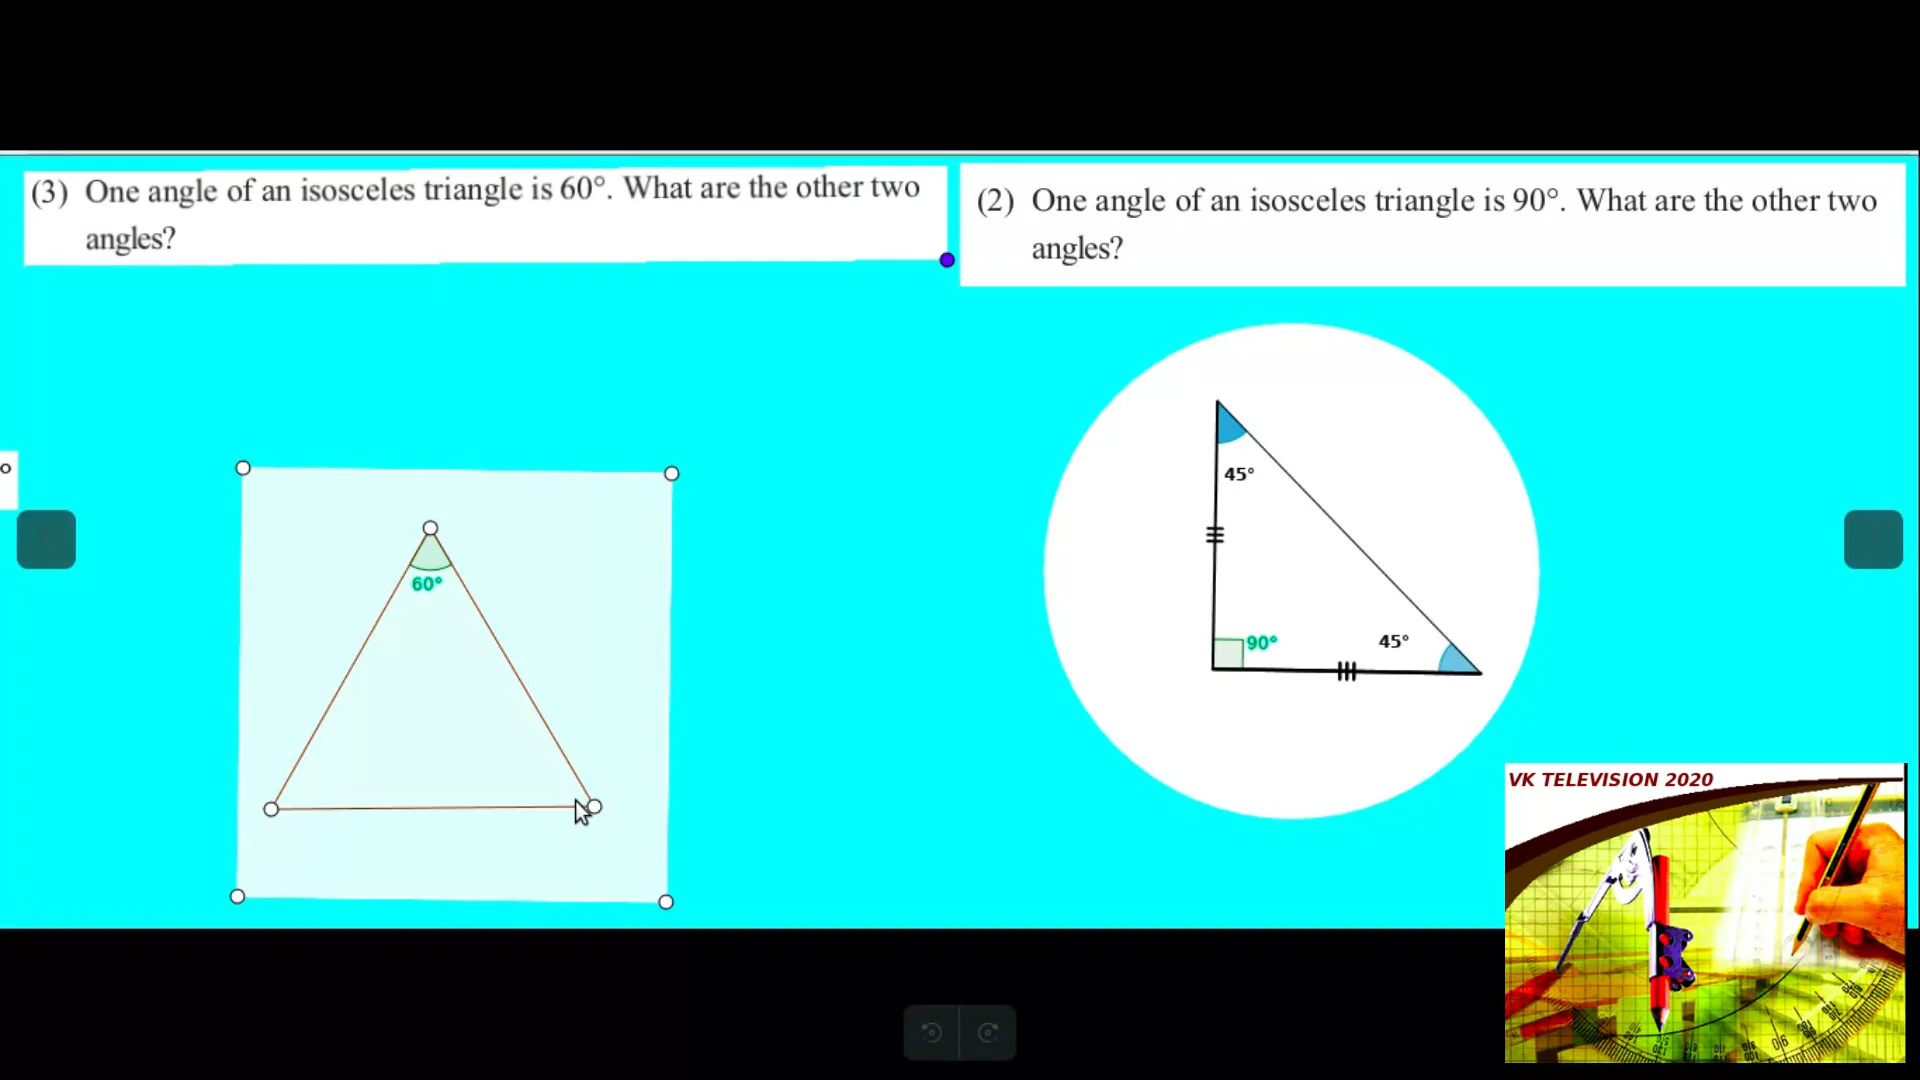 (3) One angle of an isosceles triangle is 60°. What are the other two
angles?
(2) One angle of an isosceles triangle is 90°. What are the other two
angles?
60°
45°
90°
45°
VK TELEVISION 2020